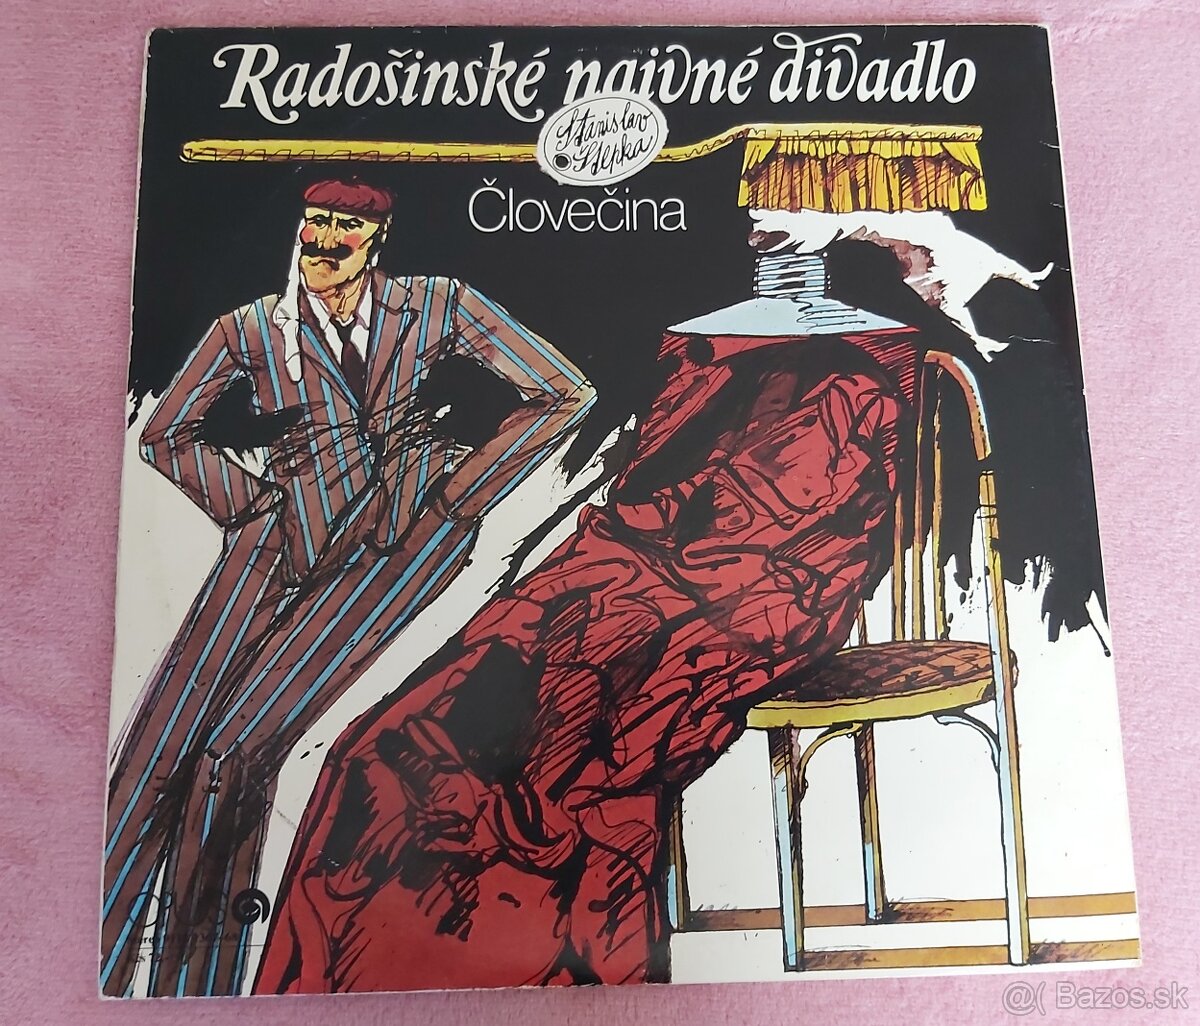 Radošinské naivné divadlo
Stanislav
Štepka
Človečina
@( Bazos.sk